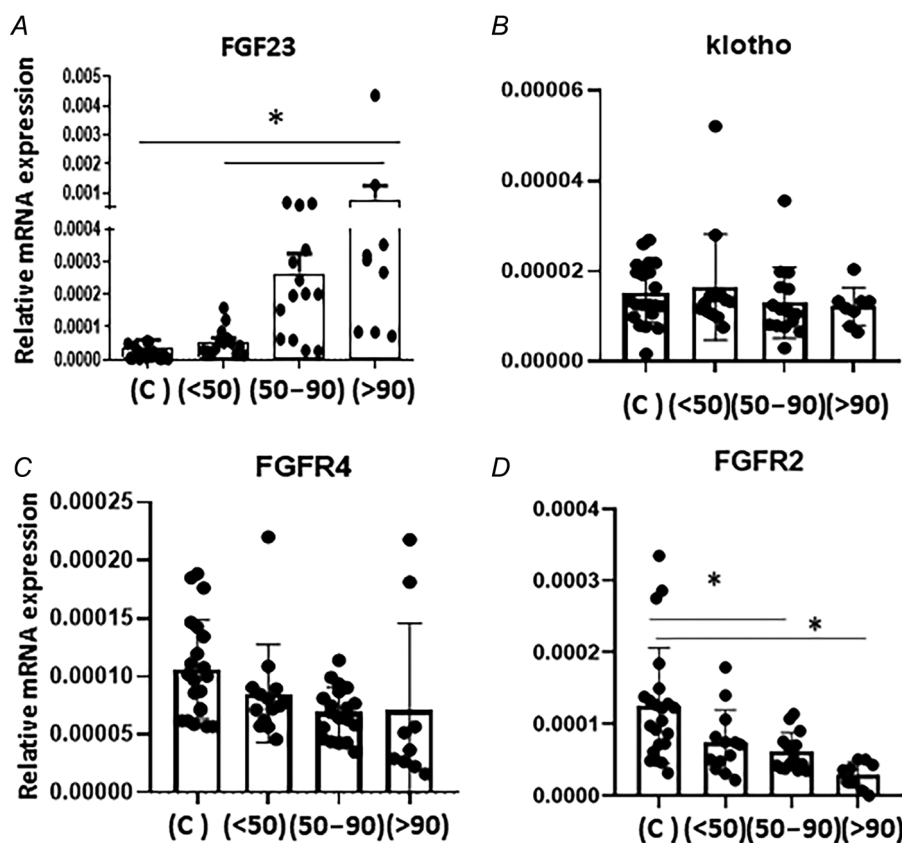 A
FGF23
Relative mRNA expression
0.005
0.004
0.003
0.002
0.001
0.0004
0.0003
0.0002
0.0001
0.0000
*
(C ) (<50) (50–90) (>90)
B
klotho
0.00006
0.00004
0.00002
0.00000
(C ) (<50)(50–90)(>90)
C
FGFR4
Relative mRNA expression
0.00025
0.00020
0.00015
0.00010
0.00005
0.00000
(C ) (<50)(50–90)(>90)
D
FGFR2
0.0004
0.0003
0.0002
0.0001
0.0000
*
*
(C ) (<50) (50–90) (>90)